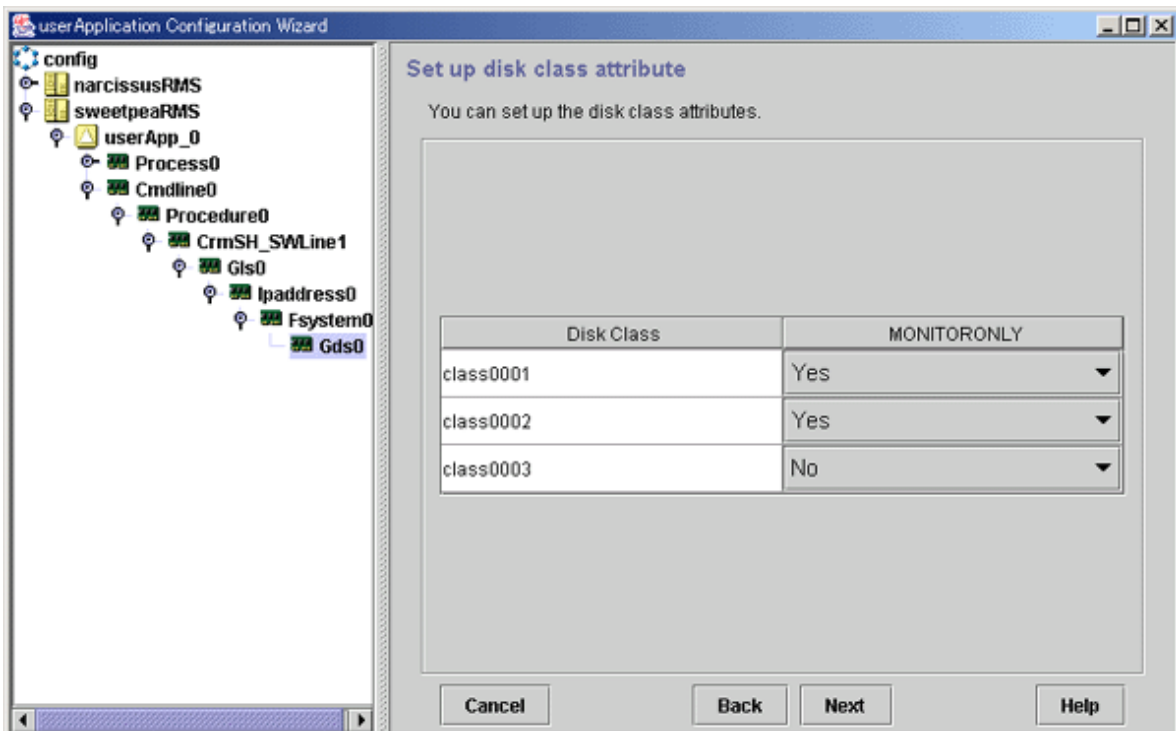 userApplication Configuration Wizard
config
narcissusRMS
sweetpeaRMS
userApp_0
Process0
Cmdline0
Procedure0
CrmSH_SWLine1
Gls0
Ipaddress0
Fsystem0
Gds0
Set up disk class attribute
You can set up the disk class attributes.
Disk Class MONITORONLY
class0001 Yes
class0002 Yes
class0003 No
Cancel Back Next Help